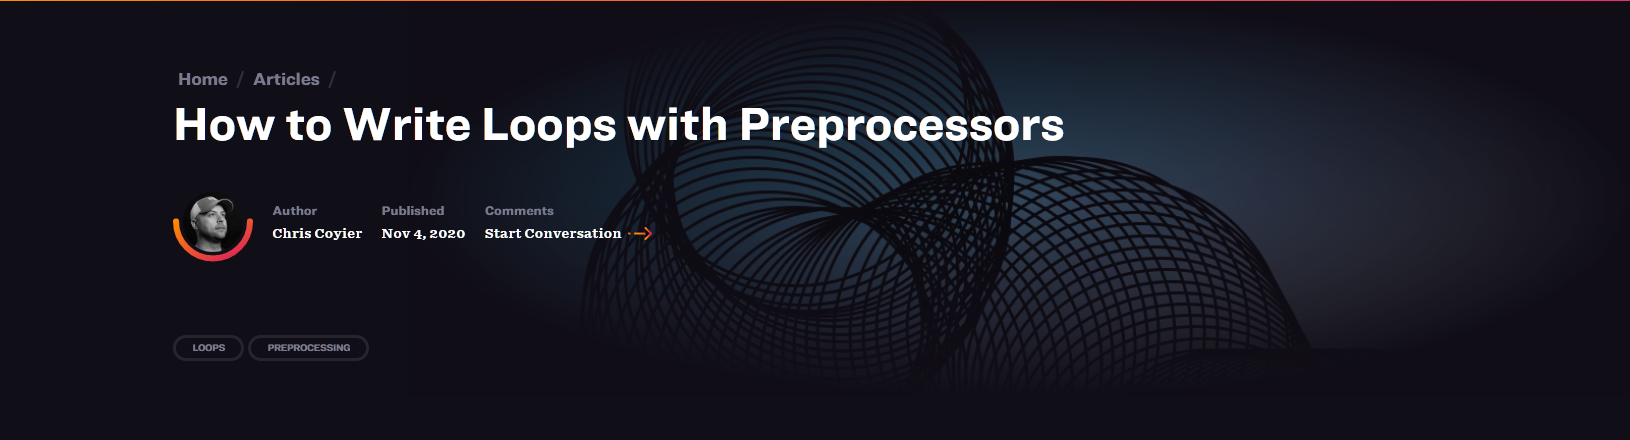 Home / Articles /
How to Write Loops with Preprocessors
Author Published Comments
Chris Coyier Nov 4, 2020 Start Conversation
LOOPS PREPROCESSING